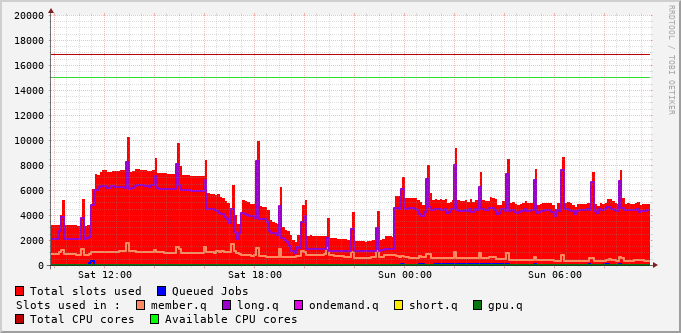 20000
18000
16000
14000
12000
10000
8000
6000
4000
2000
0
Sat 12:00 Sat 18:00 Sun 00:00 Sun 06:00
Total slots used Queued Jobs
Slots used in : member.q long.q ondemand.q short.q gpu.q
Total CPU cores Available CPU cores
RRDTOOL / TOBI OETIKER